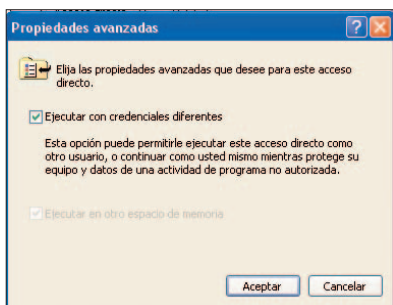 Propiedades avanzadas
Elija las propiedades avanzadas que desee para este acceso
directo.
Ejecutar con credenciales diferentes
Esta opción puede permitirle ejecutar este acceso directo como
otro usuario, o continuar como usted mismo mientras protege su
equipo y datos de una actividad de programa no autorizada.
Ejecutar en otro espacio de memoria
Aceptar
Cancelar